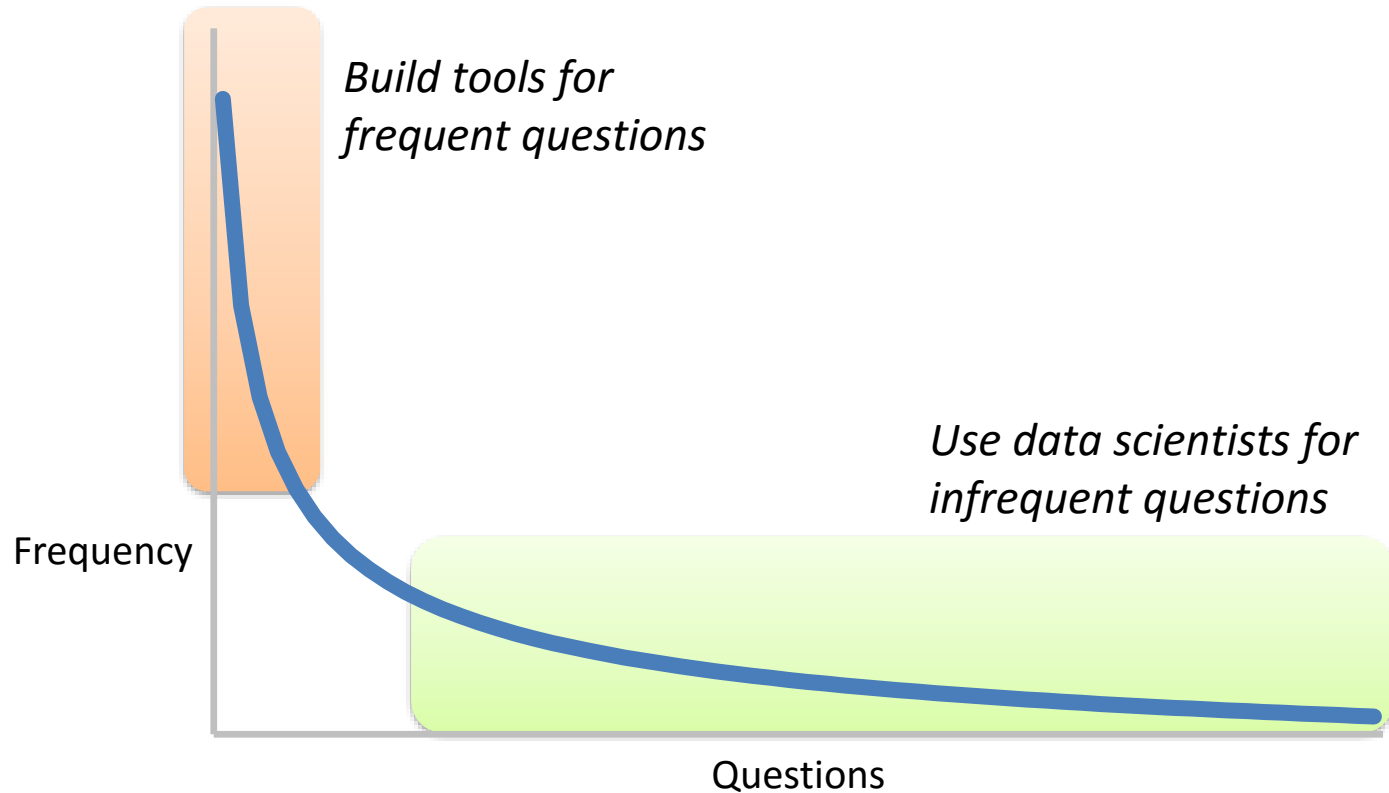 Build tools for
frequent questions
Use data scientists for
infrequent questions
Frequency
Questions